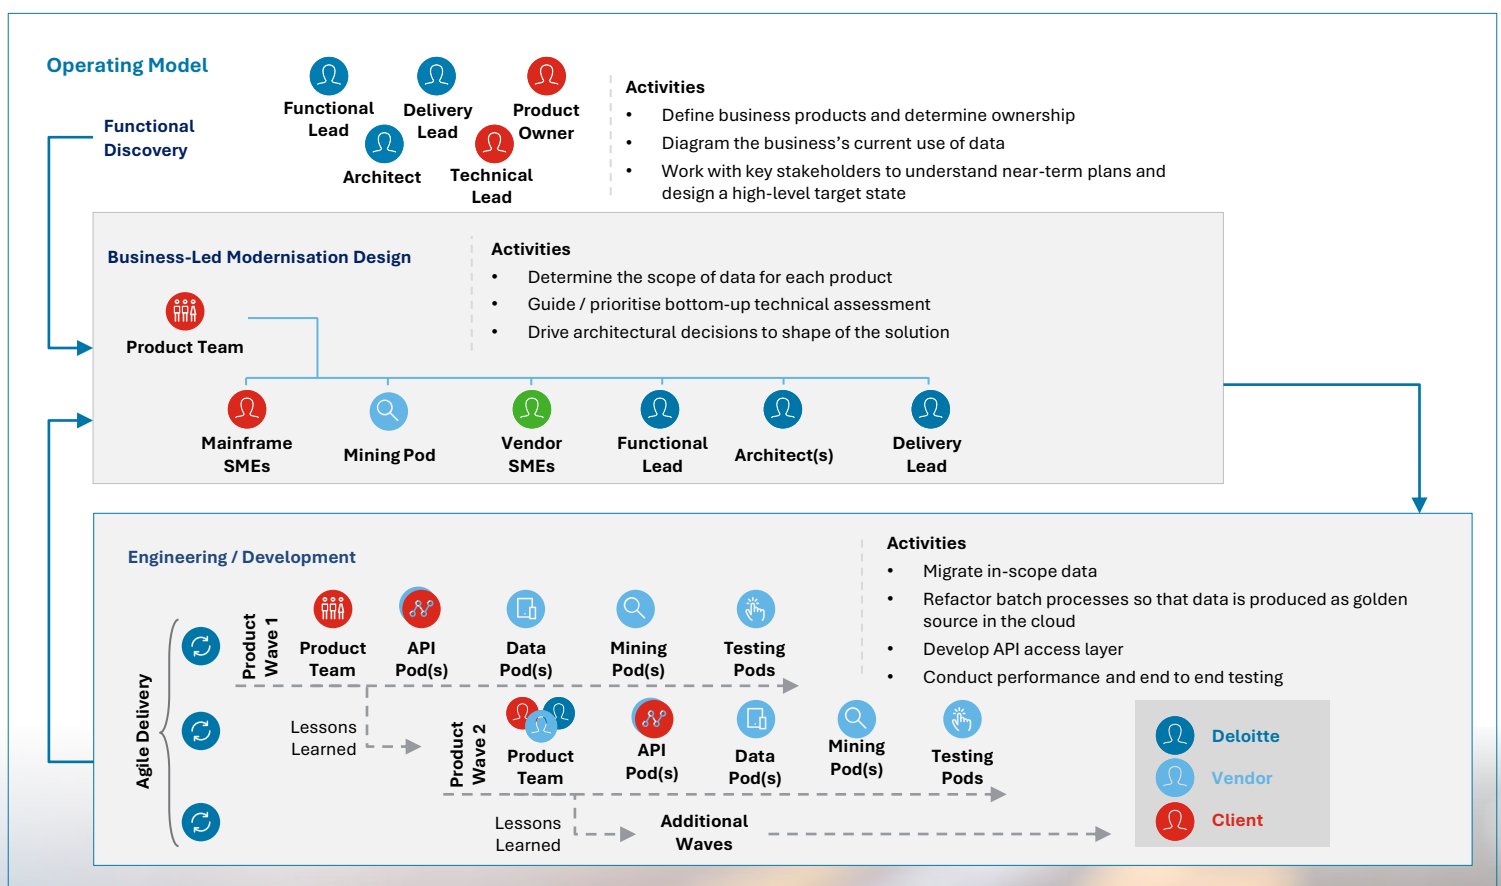 Operating Model
Functional
Lead
Delivery
Lead
Product
Owner
Architect
Technical
Lead
Functional
Discovery
Activities
• Define business products and determine ownership
• Diagram the business's current use of data
• Work with key stakeholders to understand near-term plans and
design a high-level target state
Business-Led Modernisation Design
Product Team
Activities
• Determine the scope of data for each product
• Guide / prioritise bottom-up technical assessment
• Drive architectural decisions to shape of the solution
Mainframe
SMEs
Mining Pod
Vendor
SMEs
Functional
Lead
Architect(s)
Delivery
Lead
Engineering / Development
Activities
• Migrate in-scope data
• Refactor batch processes so that data is produced as golden
source in the cloud
• Develop API access layer
• Conduct performance and end to end testing
Agile Delivery
Product
Wave 1
Product
Team
API
Pod(s)
Data
Pod(s)
Mining
Pod(s)
Testing
Pods
Lessons
Learned
Product
Wave 2
Product
Team
API
Pod(s)
Data
Pod(s)
Mining
Pod(s)
Testing
Pods
Lessons
Learned
Additional
Waves
Deloitte
Vendor
Client